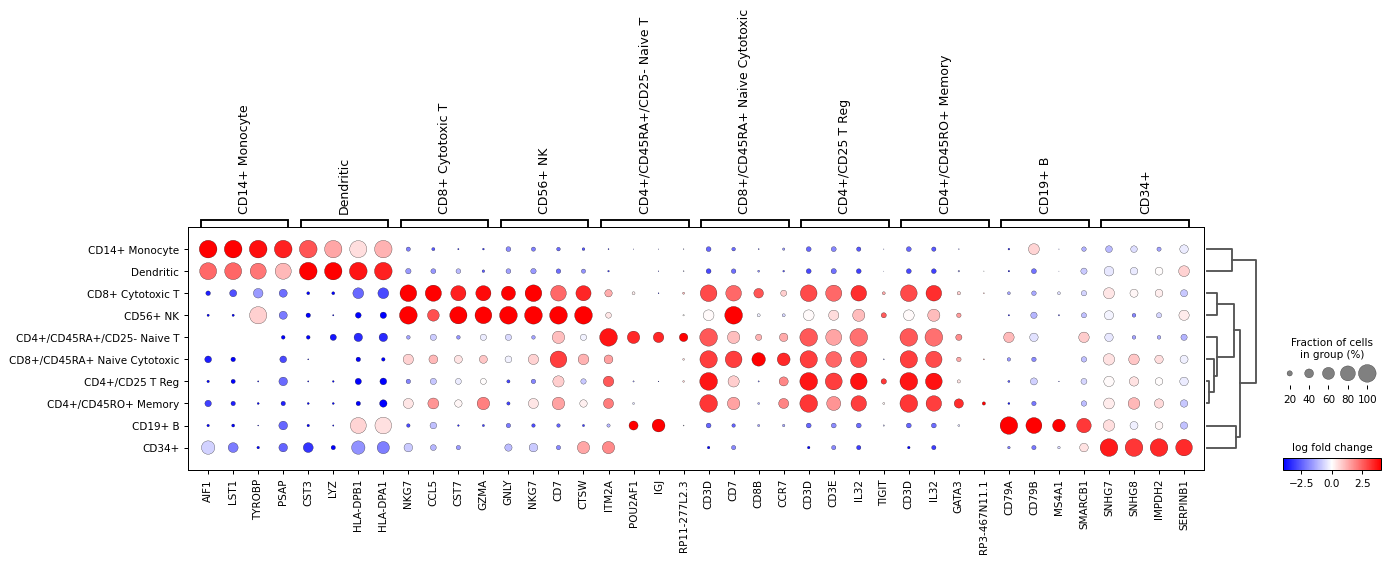 CD14+ Monocyte
Dendritic
CD8+ Cytotoxic T
CD56+ NK
CD4+/CD45RA+/CD25- Naive T
CD8+/CD45RA+ Naive Cytotoxic
CD4+/CD25 T Reg
CD4+/CD45RO+ Memory
CD19+ B
CD34+
CD14+ Monocyte
Dendritic
CD8+ Cytotoxic T
CD56+ NK
CD4+/CD45RA+/CD25- Naive T
CD8+/CD45RA+ Naive Cytotoxic
CD4+/CD25 T Reg
CD4+/CD45RO+ Memory
CD19+ B
CD34+
AIF1
LST1
TYROBP
PSAP
CST3
LYZ
HLA-DPB1
HLA-DPA1
NKG7
CCL5
CST7
GZMA
GNLY
NKG7
CD7
CTSW
ITM2A
POU2AF1
IGJ
RP11-277L2.3
CD3D
CD7
CD8B
CCR7
CD3D
CD3E
IL32
TIGIT
CD3D
IL32
GATA3
RP3-467N11.1
CD79A
CD79B
MS4A1
SMARCB1
SNHG7
SNHG8
IMPDH2
SERPINB1
Fraction of cells
in group (%)
20 40 60 80 100
log fold change
−2.5 0.0 2.5